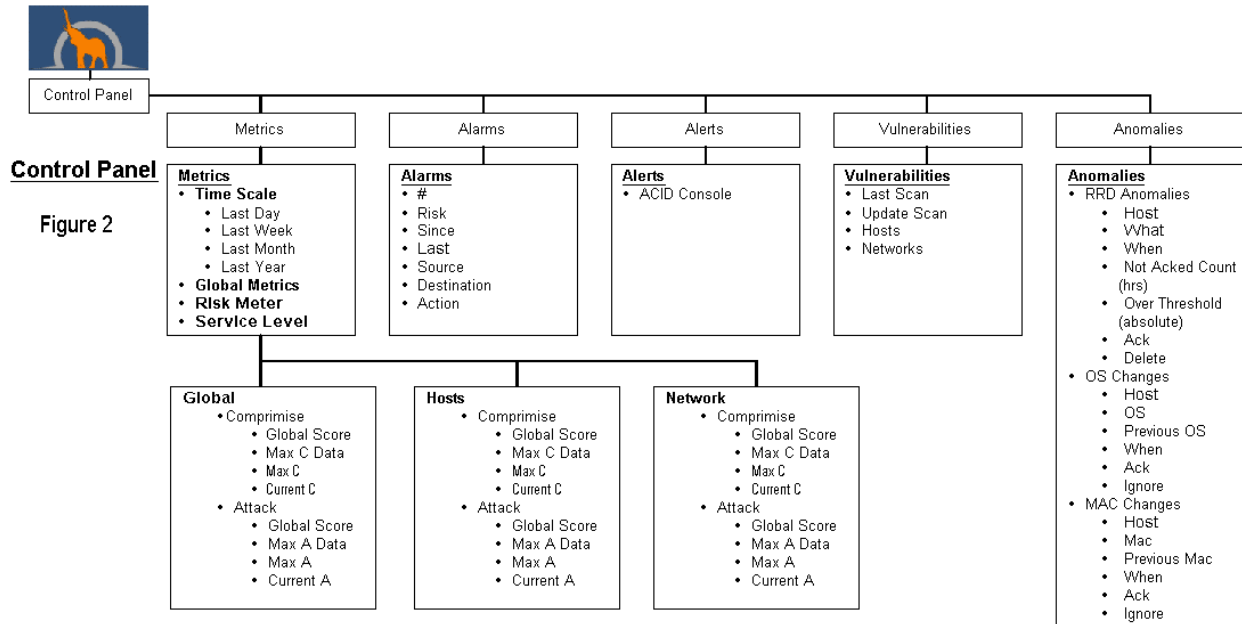 Control Panel
Metrics
Alarms
Alerts
Vulnerabilities
Anomalies
Control Panel
Figure 2
Metrics
• Time Scale
• Last Day
• Last Week
• Last Month
• Last Year
• Global Metrics
• Risk Meter
• Service Level
Alarms
• #
• Risk
• Since
• Last
• Source
• Destination
• Action
Alerts
• ACID Console
Vulnerabilities
• Last Scan
• Update Scan
• Hosts
• Networks
Anomalies
• RRD Anomalies
• Host
• What
• When
• Not Acked Count
(hrs)
• Over Threshold
(absolute)
• Ack
• Delete
• OS Changes
• Host
• OS
• Previous OS
• When
• Ack
• Ignore
• MAC Changes
• Host
• Mac
• Previous Mac
• When
• Ack
• Ignore
Global
• Comprimise
• Global Score
• Max C Data
• Max C
• Current C
• Attack
• Global Score
• Max A Data
• Max A
• Current A
Hosts
• Comprimise
• Global Score
• Max C Data
• Max C
• Current C
• Attack
• Global Score
• Max A Data
• Max A
• Current A
Network
• Comprimise
• Global Score
• Max C Data
• Max C
• Current C
• Attack
• Global Score
• Max A Data
• Max A
• Current A